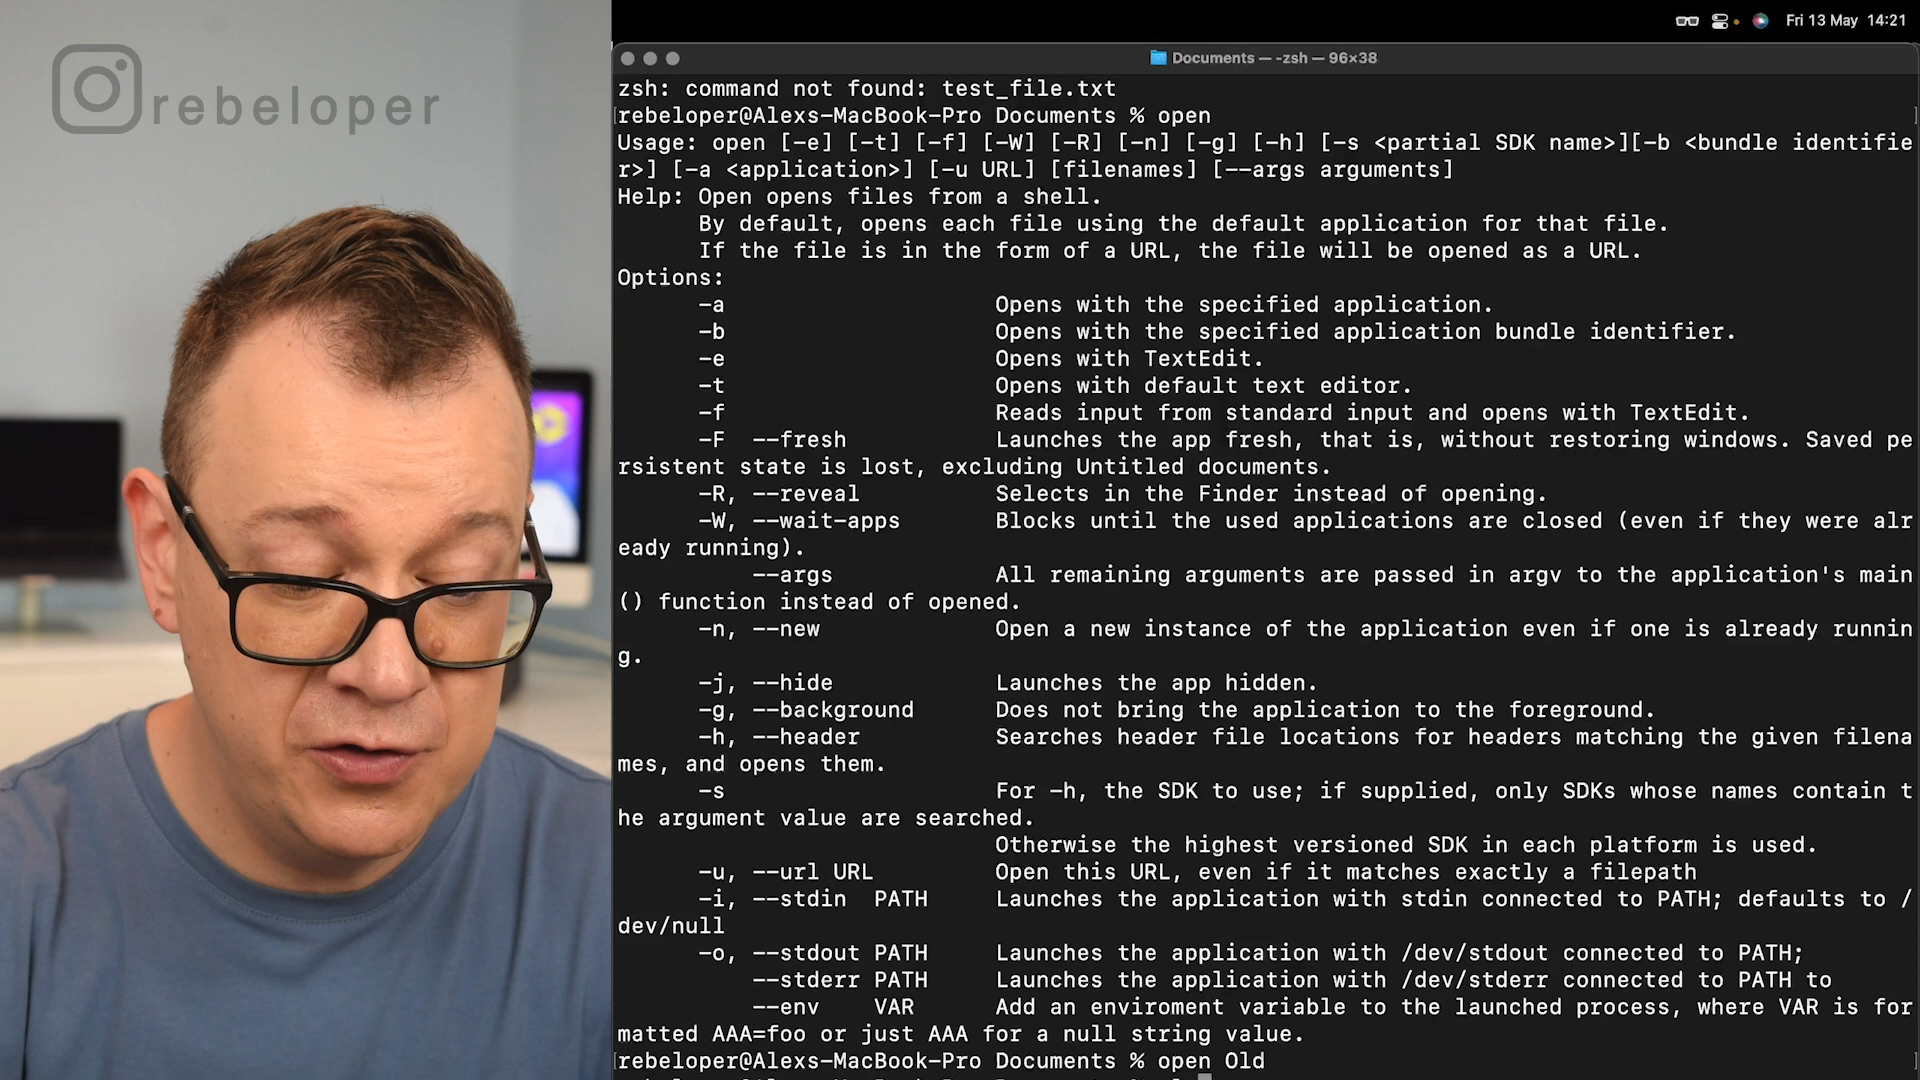 rebeloper
Fri 13 May 14:21
Documents — -zsh — 96×38
zsh: command not found: test_file.txt
[rebeloper@Alexs-MacBook-Pro Documents % open ]
Usage: open [-e] [-t] [-f] [-W] [-R] [-n] [-g] [-h] [-s <partial SDK name>][-b <bundle identifie
r>] [-a <application>] [-u URL] [filenames] [--args arguments]
Help: Open opens files from a shell.
By default, opens each file using the default application for that file.
If the file is in the form of a URL, the file will be opened as a URL.
Options:
-a Opens with the specified application.
-b Opens with the specified application bundle identifier.
-e Opens with TextEdit.
-t Opens with default text editor.
-f Reads input from standard input and opens with TextEdit.
-F --fresh Launches the app fresh, that is, without restoring windows. Saved pe
rsistent state is lost, excluding Untitled documents.
-R, --reveal Selects in the Finder instead of opening.
-W, --wait-apps Blocks until the used applications are closed (even if they were alr
eady running).
--args All remaining arguments are passed in argv to the application's main
() function instead of opened.
-n, --new Open a new instance of the application even if one is already runnin
g.
-j, --hide Launches the app hidden.
-g, --background Does not bring the application to the foreground.
-h, --header Searches header file locations for headers matching the given filena
mes, and opens them.
-s For -h, the SDK to use; if supplied, only SDKs whose names contain t
he argument value are searched.
Otherwise the highest versioned SDK in each platform is used.
-u, --url URL Open this URL, even if it matches exactly a filepath
-i, --stdin PATH Launches the application with stdin connected to PATH; defaults to /
dev/null
-o, --stdout PATH Launches the application with /dev/stdout connected to PATH;
--stderr PATH Launches the application with /dev/stderr connected to PATH to
--env VAR Add an enviroment variable to the launched process, where VAR is for
matted AAA=foo or just AAA for a null string value.
[rebeloper@Alexs-MacBook-Pro Documents % open Old ]